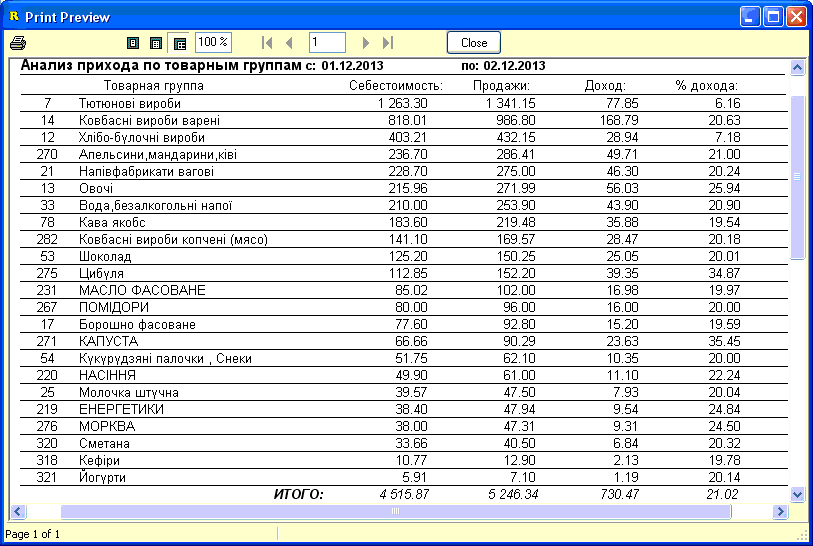 R Print Preview
100 % 1 Close
Анализ прихода по товарным группам с: 01.12.2013 по: 02.12.2013
Товарная группа Себестоимость: Продажи: Доход: % дохода:
7 Тютюнові вироби 1 263.30 1 341.15 77.85 6.16
14 Ковбасні вироби варені 818.01 986.80 168.79 20.63
12 Хлібо-булочні вироби 403.21 432.15 28.94 7.18
270 Апельсини,мандарини,ківі 236.70 286.41 49.71 21.00
21 Напівфабрикати вагові 228.70 275.00 46.30 20.24
13 Овочі 215.96 271.99 56.03 25.94
33 Вода,безалкогольні напої 210.00 253.90 43.90 20.90
78 Кава якобс 183.60 219.48 35.88 19.54
282 Ковбасні вироби копчені (мясо) 141.10 169.57 28.47 20.18
53 Шоколад 125.20 150.25 25.05 20.01
275 Цибуля 112.85 152.20 39.35 34.87
231 МАСЛО ФАСОВАНЕ 85.02 102.00 16.98 19.97
267 ПОМІДОРИ 80.00 96.00 16.00 20.00
17 Борошно фасоване 77.60 92.80 15.20 19.59
271 КАПУСТА 66.66 90.29 23.63 35.45
54 Кукурудзяні палочки , Снеки 51.75 62.10 10.35 20.00
220 НАСІННЯ 49.90 61.00 11.10 22.24
25 Молочка штучна 39.57 47.50 7.93 20.04
219 ЕНЕРГЕТИКИ 38.40 47.94 9.54 24.84
276 МОРКВА 38.00 47.31 9.31 24.50
320 Сметана 33.66 40.50 6.84 20.32
318 Кефіри 10.77 12.90 2.13 19.78
321 Йогурти 5.91 7.10 1.19 20.14
ИТОГО: 4 515.87 5 246.34 730.47 21.02
Page 1 of 1